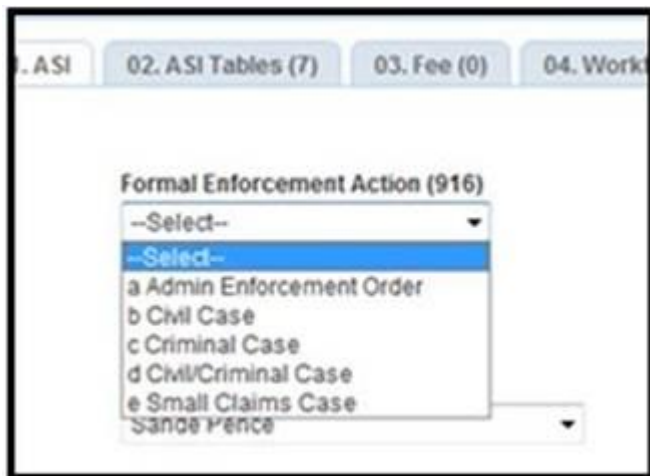 . ASI 02. ASI Tables (7) 03. Fee (0) 04. Workf
Formal Enforcement Action (916)
--Select--
--Select--
a Admin Enforcement Order
b Civil Case
c Criminal Case
d Civil/Criminal Case
e Small Claims Case
Sande Pence